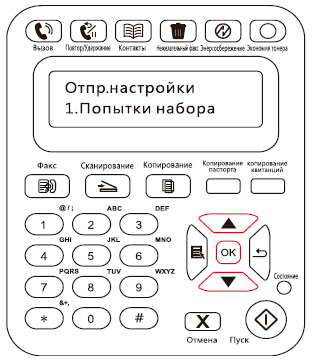 Вызов Повтор/Удержание Контакты Нежелательный факс Энергосбережение Экономия тонера
Отпр.настройки
1.Попытки набора
Факс Сканирование Копирование Копирование паспорта копирование квитанций
@/; ABC DEF
1 2 3
GHI JKL MNO
4 5 6
OK
PQRS TUV WXYZ
7 8 9
Состояние
&+,
* 0 #
X
Отмена Пуск